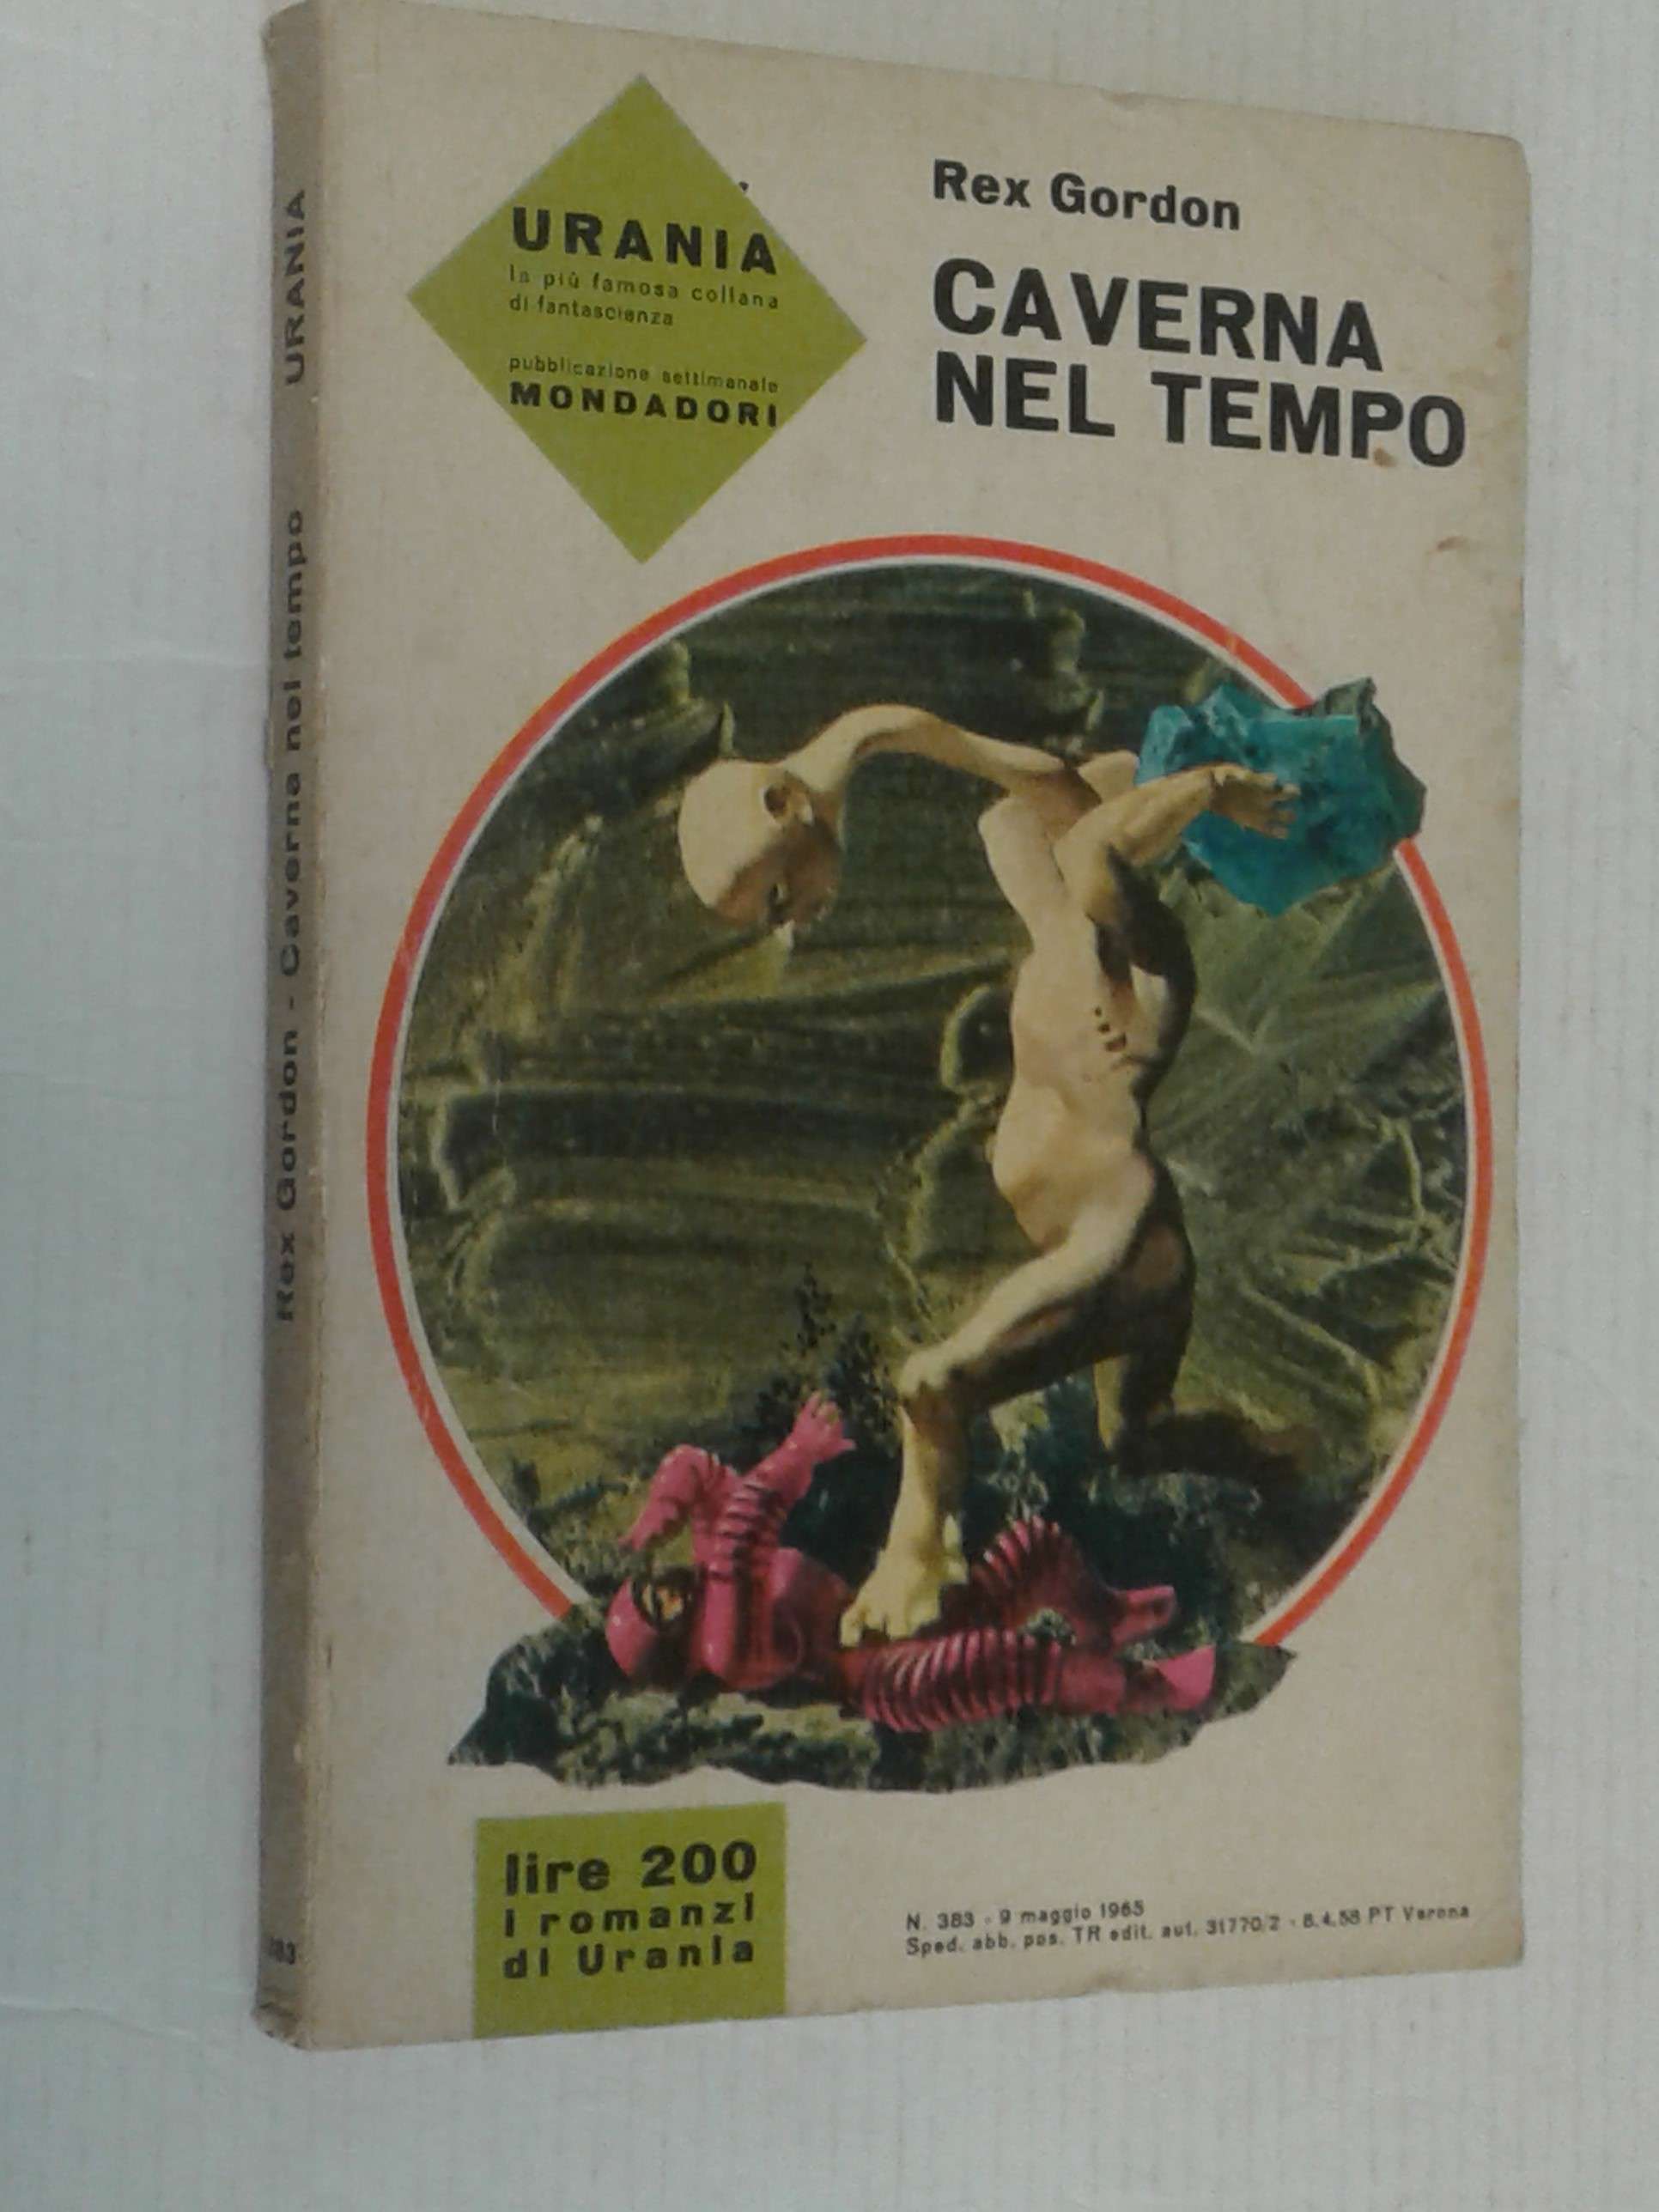 URANIA
la più famosa collana
di fantascienza
pubblicazione settimanale
MONDADORI
Rex Gordon
CAVERNA
NEL TEMPO
lire 200
i romanzi
di Urania
N. 383 - 9 maggio 1965
Sped. abb. pos. TR edit. aut. 31770/2 - 8.4.58 PT Verona
Rex Gordon - Caverna nel tempo URANIA
383